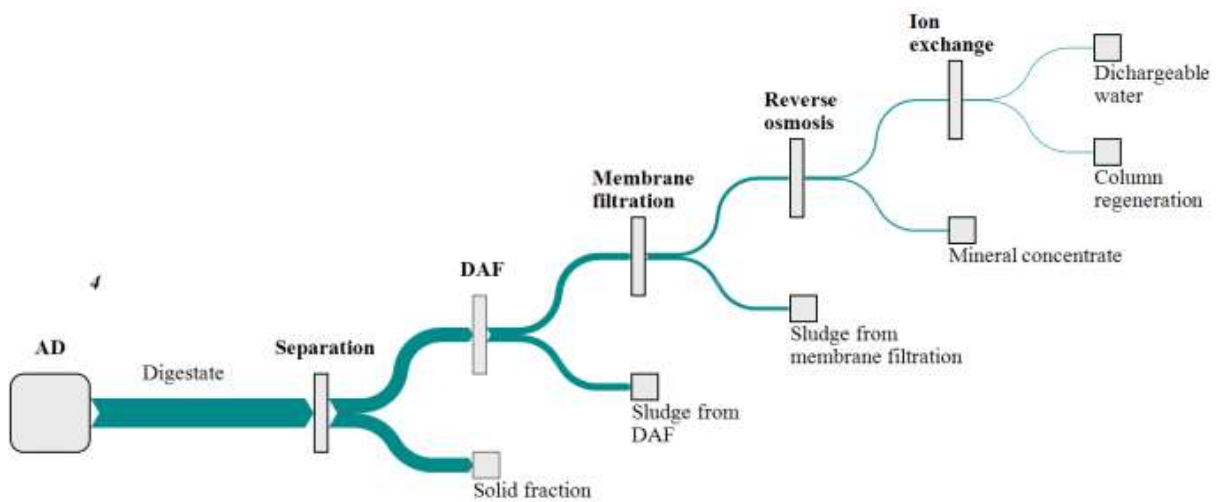 Ion
exchange
Dichargeable
water
Reverse
osmosis
Column
regeneration
Membrane
filtration
Mineral concentrate
DAF
4
Sludge from
membrane filtration
AD
Separation
Digestate
Sludge from
DAF
Solid fraction